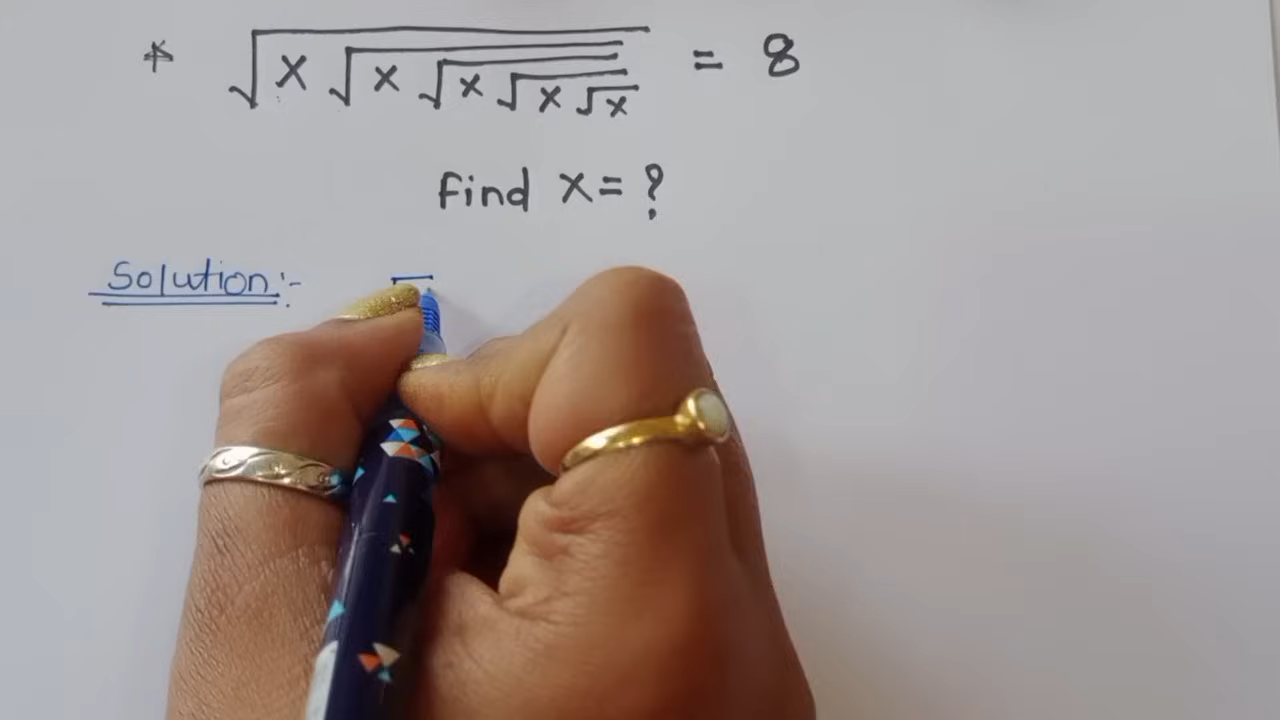 * √(x√(x√(x√(x√x)))) = 8
Find x = ?
Solution:-